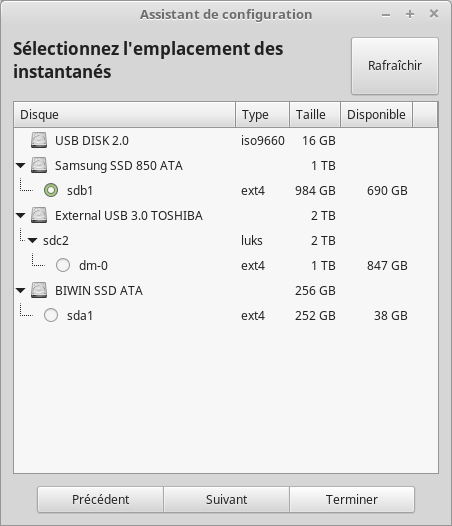 Assistant de configuration
Sélectionnez l'emplacement des
instantanés
Rafraîchir
Disque Type Taille Disponible
USB DISK 2.0 iso9660 16 GB
Samsung SSD 850 ATA 1 TB
sdb1 ext4 984 GB 690 GB
External USB 3.0 TOSHIBA 2 TB
sdc2 luks 2 TB
dm-0 ext4 1 TB 847 GB
BIWIN SSD ATA 256 GB
sda1 ext4 252 GB 38 GB
Précédent Suivant Terminer